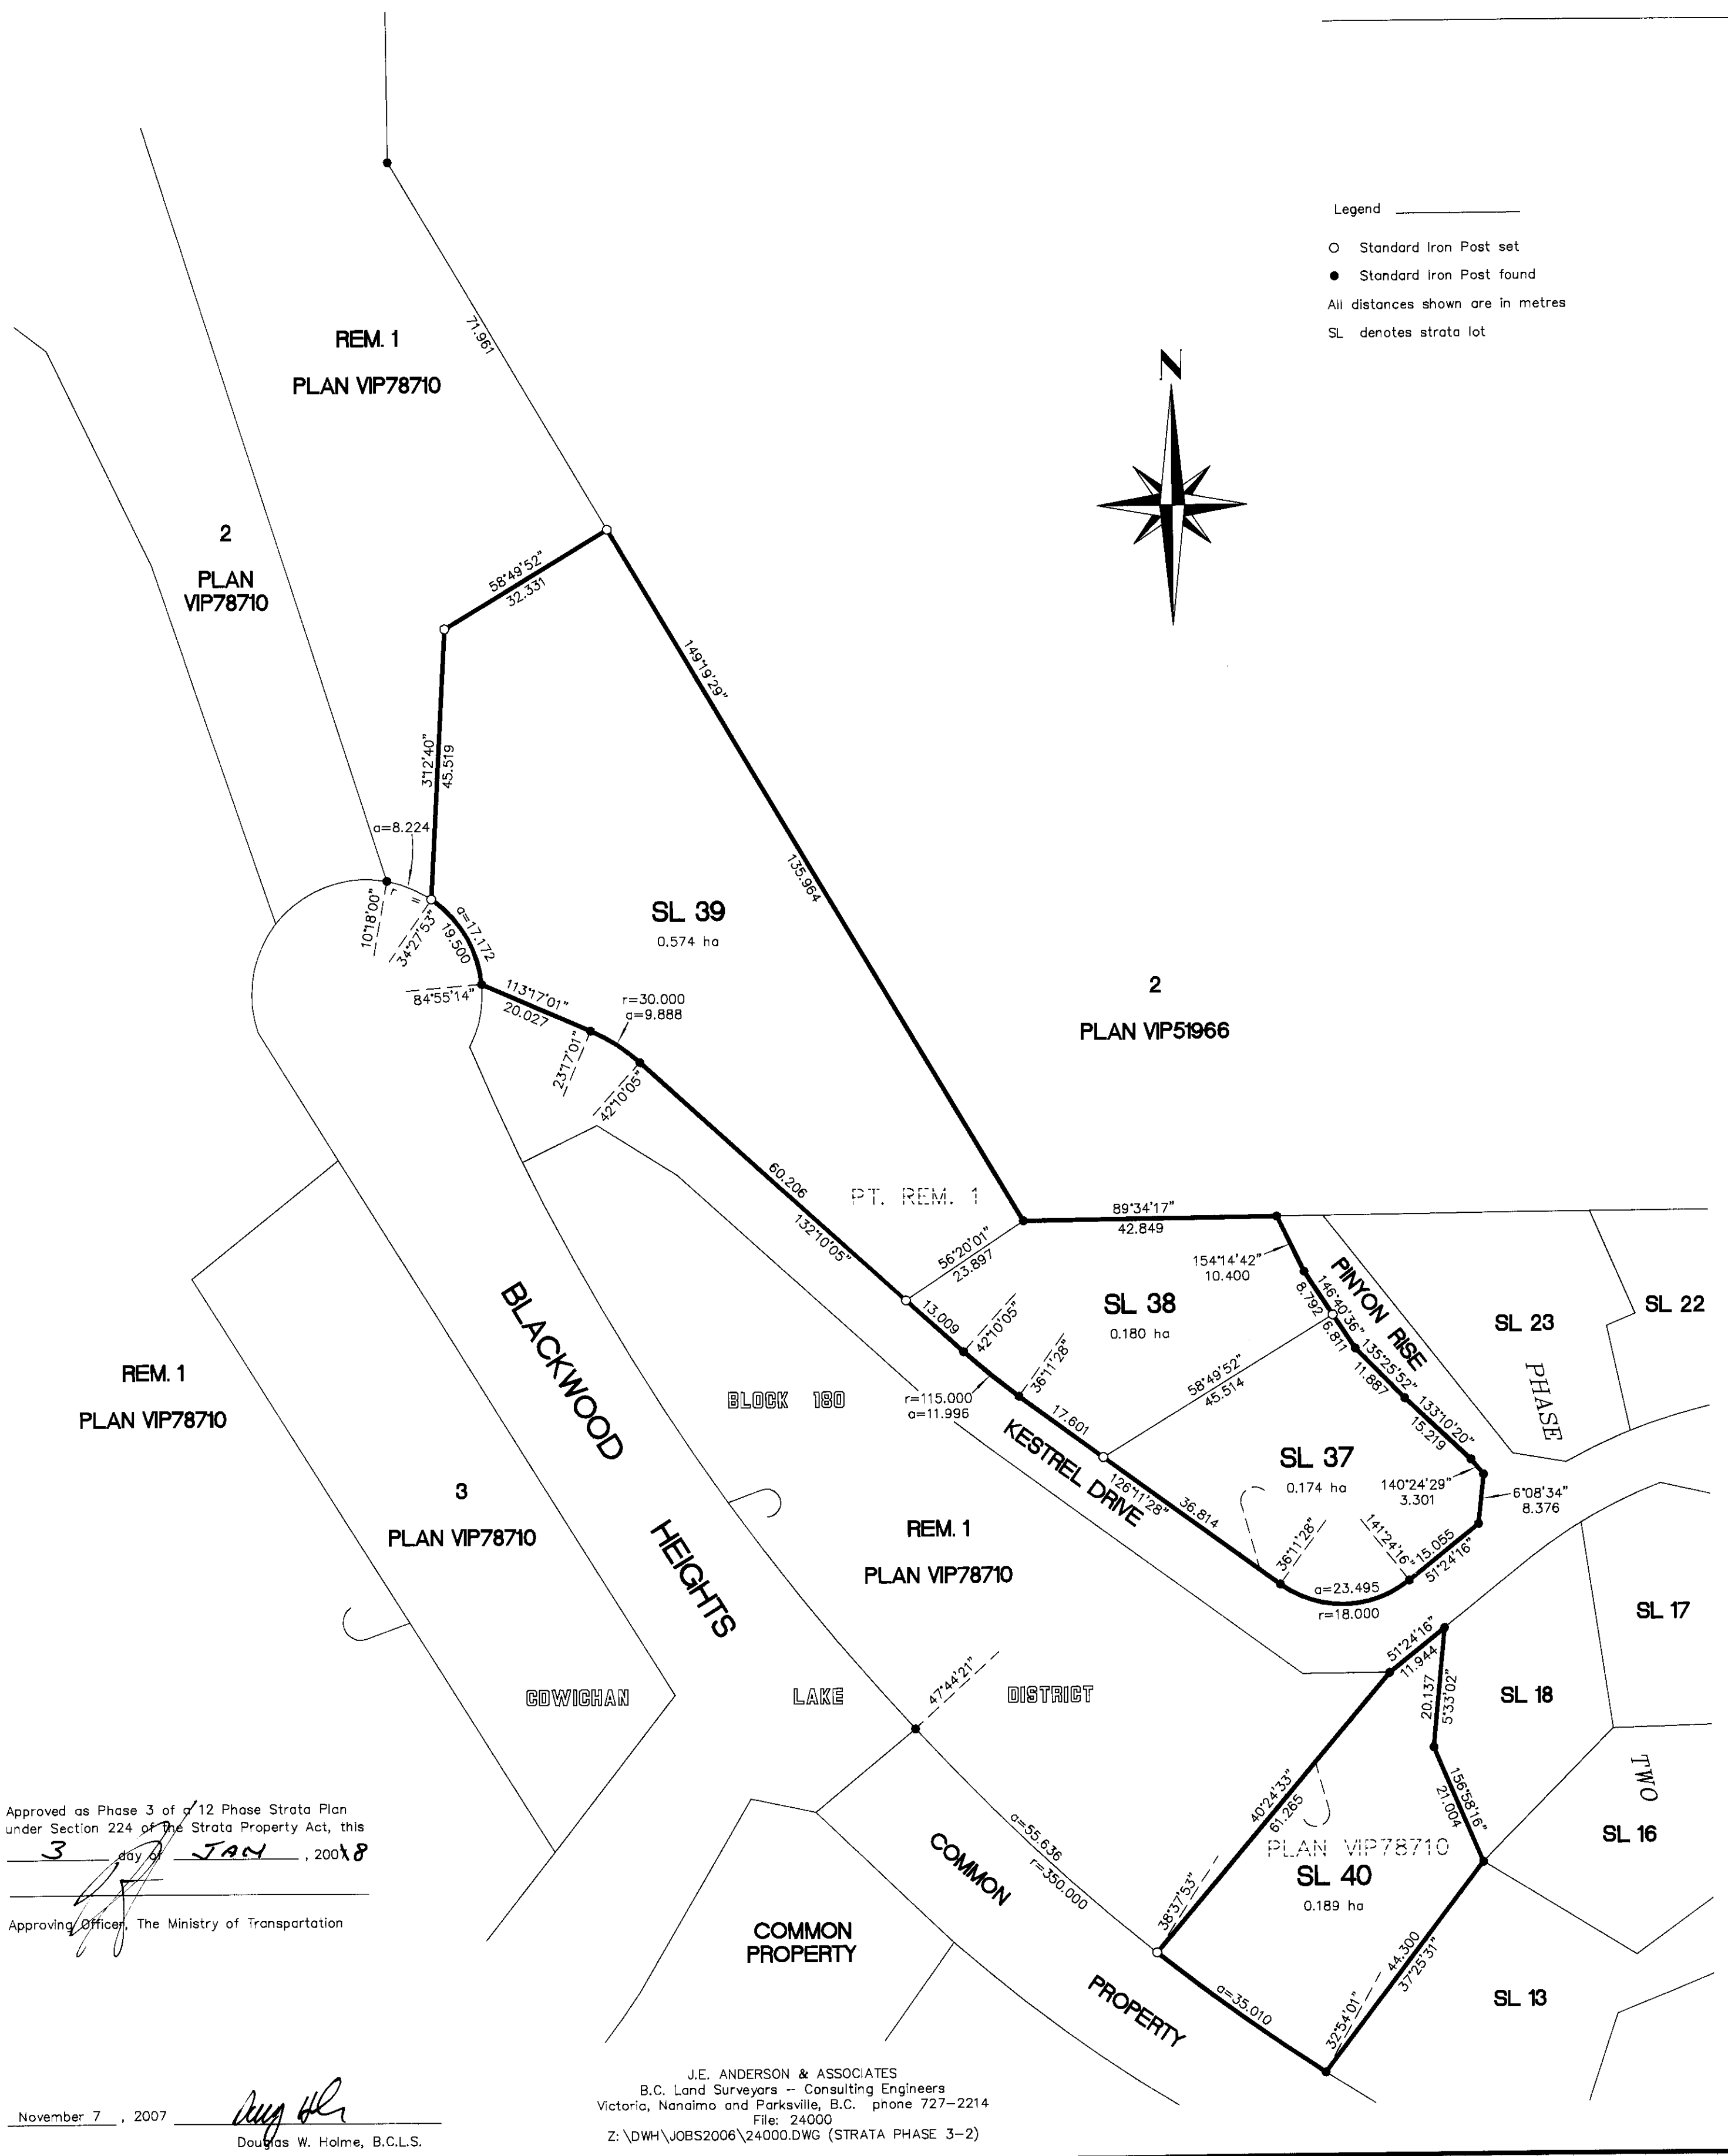 Legend
Standard Iron Post set
Standard Iron Post found
All distances shown are in metres
SL denotes strata lot
N
71.961
REM. 1
PLAN VIP78710
2
PLAN
VIP78710
58°49'52"
32.331
149°19'29"
135.964
3°12'40"
45.519
a=8.224
r =
19.500
10°18'00"
34°27'53"
a=17.172
84°55'14"
SL 39
0.574 ha
113°17'01"
20.027
r=30.000
a=9.888
23°17'01"
42°10'05"
2
PLAN VIP51966
60.206
132°10'05"
PT. REM. 1
89°34'17"
42.849
56°20'01"
23.897
154°14'42"
10.400
PINYON RISE
146°40'36"
8.792
6.811
135°25'52"
11.887
133°10'20"
15.219
SL 38
0.180 ha
SL 23
SL 22
PHASE
13.009
42°10'05"
36°11'28"
r=115.000
a=11.996
58°49'52"
45.514
17.601
KESTREL DRIVE
126°11'28"
36.814
SL 37
0.174 ha
140°24'29"
3.301
6°08'34"
8.376
36°11'28"
141°24'16"
15.055
51°24'16"
a=23.495
r=18.000
BLOCK 180
BLACKWOOD
HEIGHTS
REM. 1
PLAN VIP78710
3
PLAN VIP78710
REM. 1
PLAN VIP78710
COWICHAN LAKE DISTRICT
47°44'21"
51°24'16"
11.944
20.137
5°33'02"
SL 17
SL 18
TWO
156°58'16"
21.004
SL 16
40°24'33"
61.265
PLAN VIP78710
SL 40
0.189 ha
a=55.636
r=350.000
38°37'53"
COMMON
PROPERTY
COMMON
PROPERTY
44.300
37°25'31"
32°54'01"
a=35.010
SL 13
Approved as Phase 3 of a 12 Phase Strata Plan
under Section 224 of the Strata Property Act, this
3 day of JAN , 2008
Approving Officer, The Ministry of Transportation
November 7 , 2007
Douglas W. Holme, B.C.L.S.
J.E. ANDERSON & ASSOCIATES
B.C. Land Surveyors – Consulting Engineers
Victoria, Nanaimo and Parksville, B.C. phone 727–2214
File: 24000
Z:\DWH\JOBS2006\24000.DWG (STRATA PHASE 3–2)